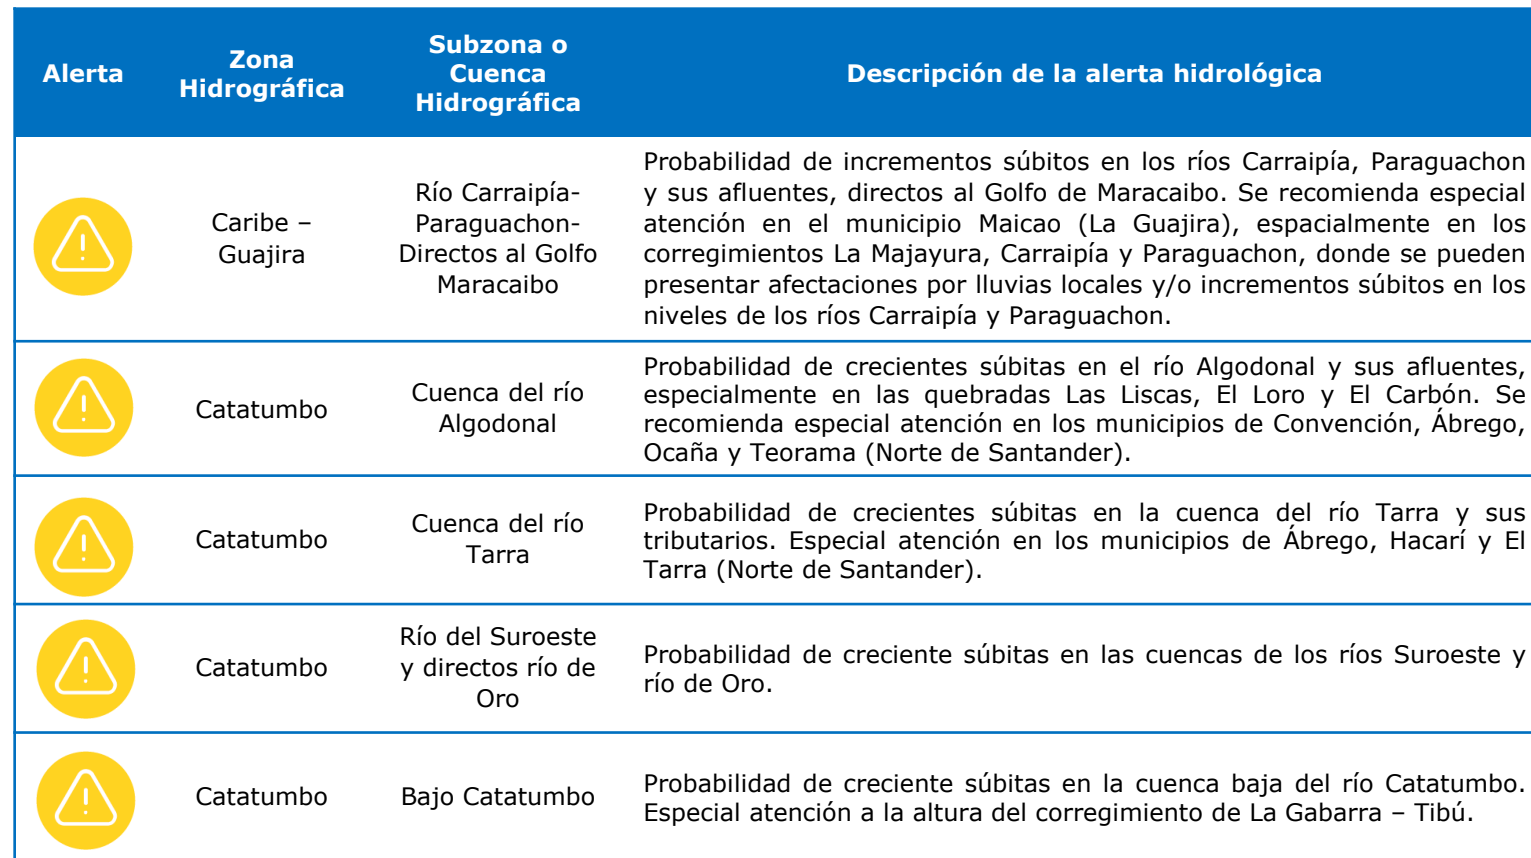 Alerta
Zona
Hidrográfica
Subzona o
Cuenca
Hidrográfica
Descripción de la alerta hidrológica
Caribe –
Guajira
Río Carraipía-
Paraguachon-
Directos al Golfo
Maracaibo
Probabilidad de incrementos súbitos en los ríos Carraipía, Paraguachon
y sus afluentes, directos al Golfo de Maracaibo. Se recomienda especial
atención en el municipio Maicao (La Guajira), espacialmente en los
corregimientos La Majayura, Carraipía y Paraguachon, donde se pueden
presentar afectaciones por lluvias locales y/o incrementos súbitos en los
niveles de los ríos Carraipía y Paraguachon.
Catatumbo
Cuenca del río
Algodonal
Probabilidad de crecientes súbitas en el río Algodonal y sus afluentes,
especialmente en las quebradas Las Liscas, El Loro y El Carbón. Se
recomienda especial atención en los municipios de Convención, Ábrego,
Ocaña y Teorama (Norte de Santander).
Catatumbo
Cuenca del río
Tarra
Probabilidad de crecientes súbitas en la cuenca del río Tarra y sus
tributarios. Especial atención en los municipios de Ábrego, Hacarí y El
Tarra (Norte de Santander).
Catatumbo
Río del Suroeste
y directos río de
Oro
Probabilidad de creciente súbitas en las cuencas de los ríos Suroeste y
río de Oro.
Catatumbo
Bajo Catatumbo
Probabilidad de creciente súbitas en la cuenca baja del río Catatumbo.
Especial atención a la altura del corregimiento de La Gabarra – Tibú.